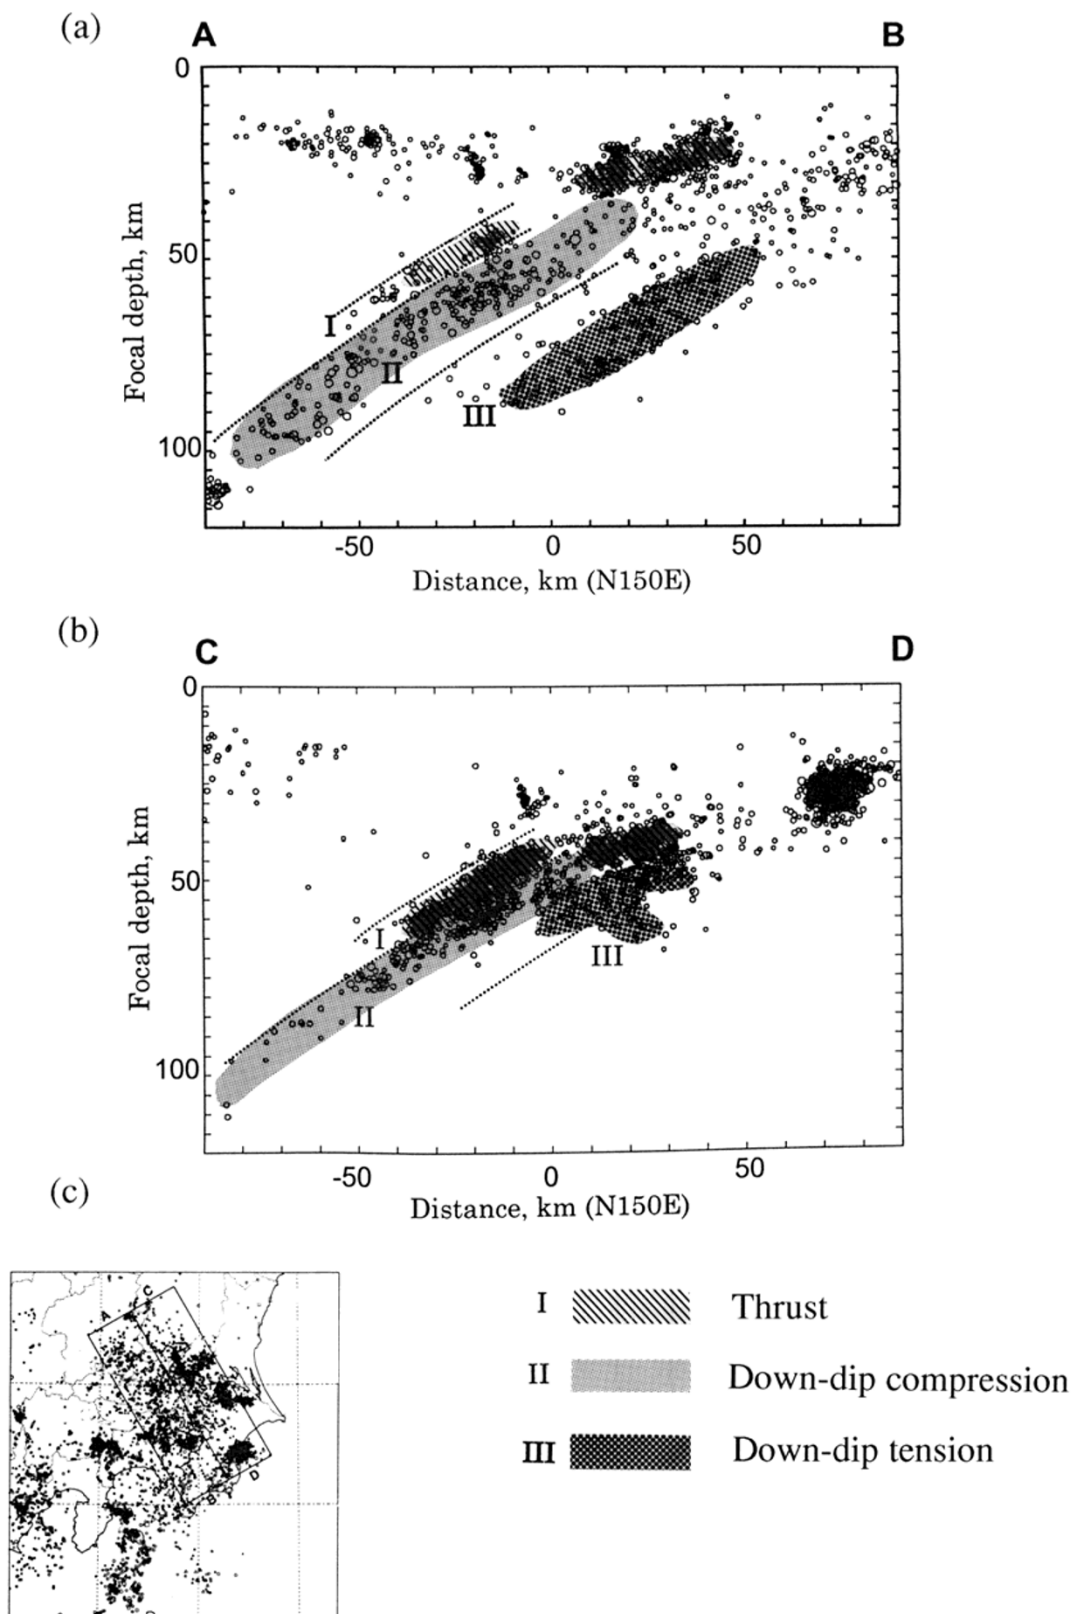 (a)
A B
0
50
100
Focal depth, km
I
II
III
-50 0 50
Distance, km (N150E)
(b)
C D
0
50
100
Focal depth, km
I
II
III
-50 0 50
Distance, km (N150E)
(c)
C
A
D
I Thrust
II Down-dip compression
III Down-dip tension